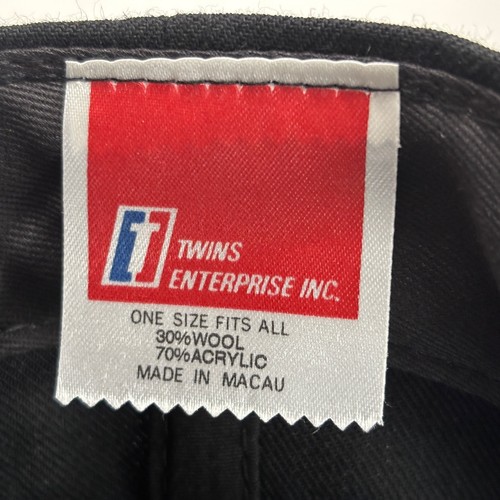 TWINS
ENTERPRISE INC.
ONE SIZE FITS ALL
30%WOOL
70%ACRYLIC
MADE IN MACAU